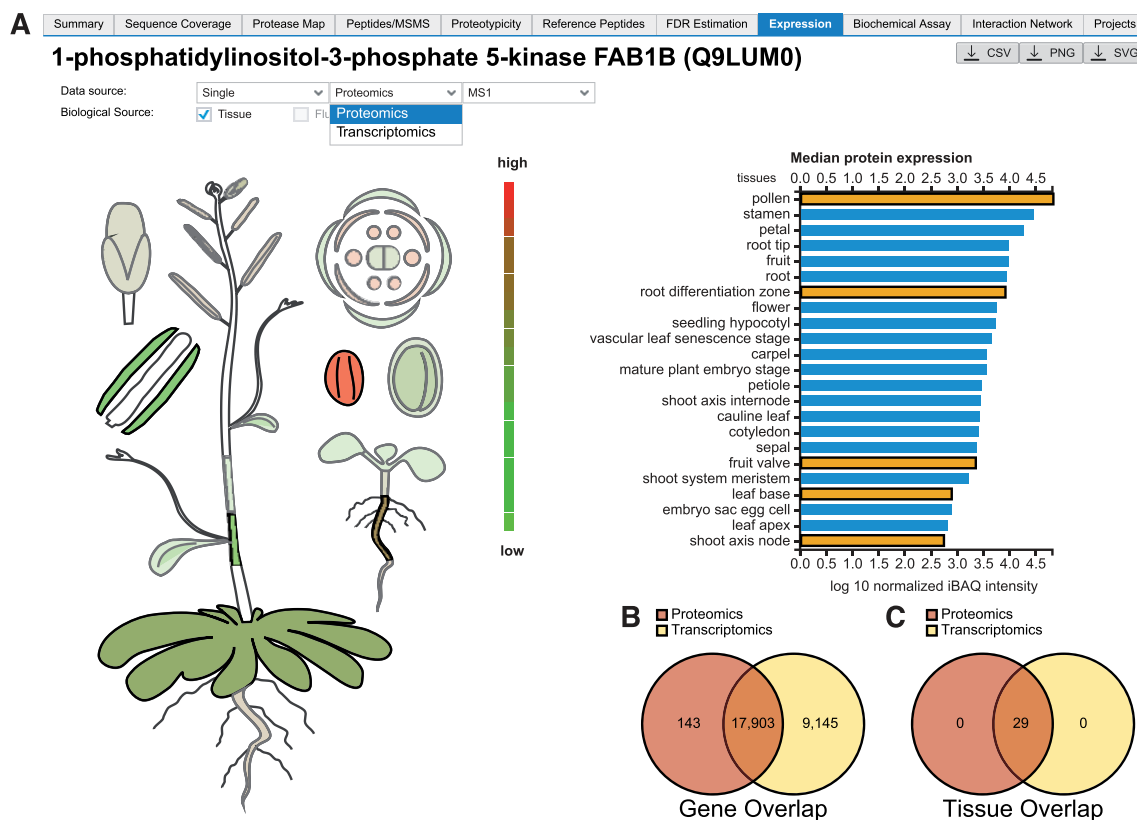 A
Summary
Sequence Coverage
Protease Map
Peptides/MSMS
Proteotypicity
Reference Peptides
FDR Estimation
Expression
Biochemical Assay
Interaction Network
Projects
1-phosphatidylinositol-3-phosphate 5-kinase FAB1B (Q9LUM0)
CSV
PNG
SVG
Data source:
Single
Proteomics
MS1
Biological Source:
Tissue
Flu
Proteomics
Transcriptomics
high
low
Median protein expression
tissues
0.0 0.5 1.0 1.5 2.0 2.5 3.0 3.5 4.0 4.5
pollen
stamen
petal
root tip
fruit
root
root differentiation zone
flower
seedling hypocotyl
vascular leaf senescence stage
carpel
mature plant embryo stage
petiole
shoot axis internode
cauline leaf
cotyledon
sepal
fruit valve
shoot system meristem
leaf base
embryo sac egg cell
leaf apex
shoot axis node
0.0 0.5 1.0 1.5 2.0 2.5 3.0 3.5 4.0 4.5
log 10 normalized iBAQ intensity
B
Proteomics
Transcriptomics
143
17,903
9,145
Gene Overlap
C
Proteomics
Transcriptomics
0
29
0
Tissue Overlap